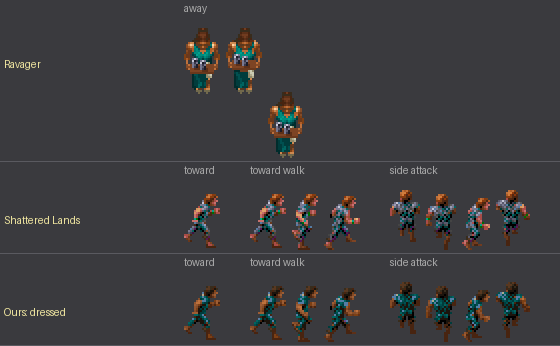 away
Ravager
toward toward walk side attack
Shattered Lands
toward toward walk side attack
Ours: dressed